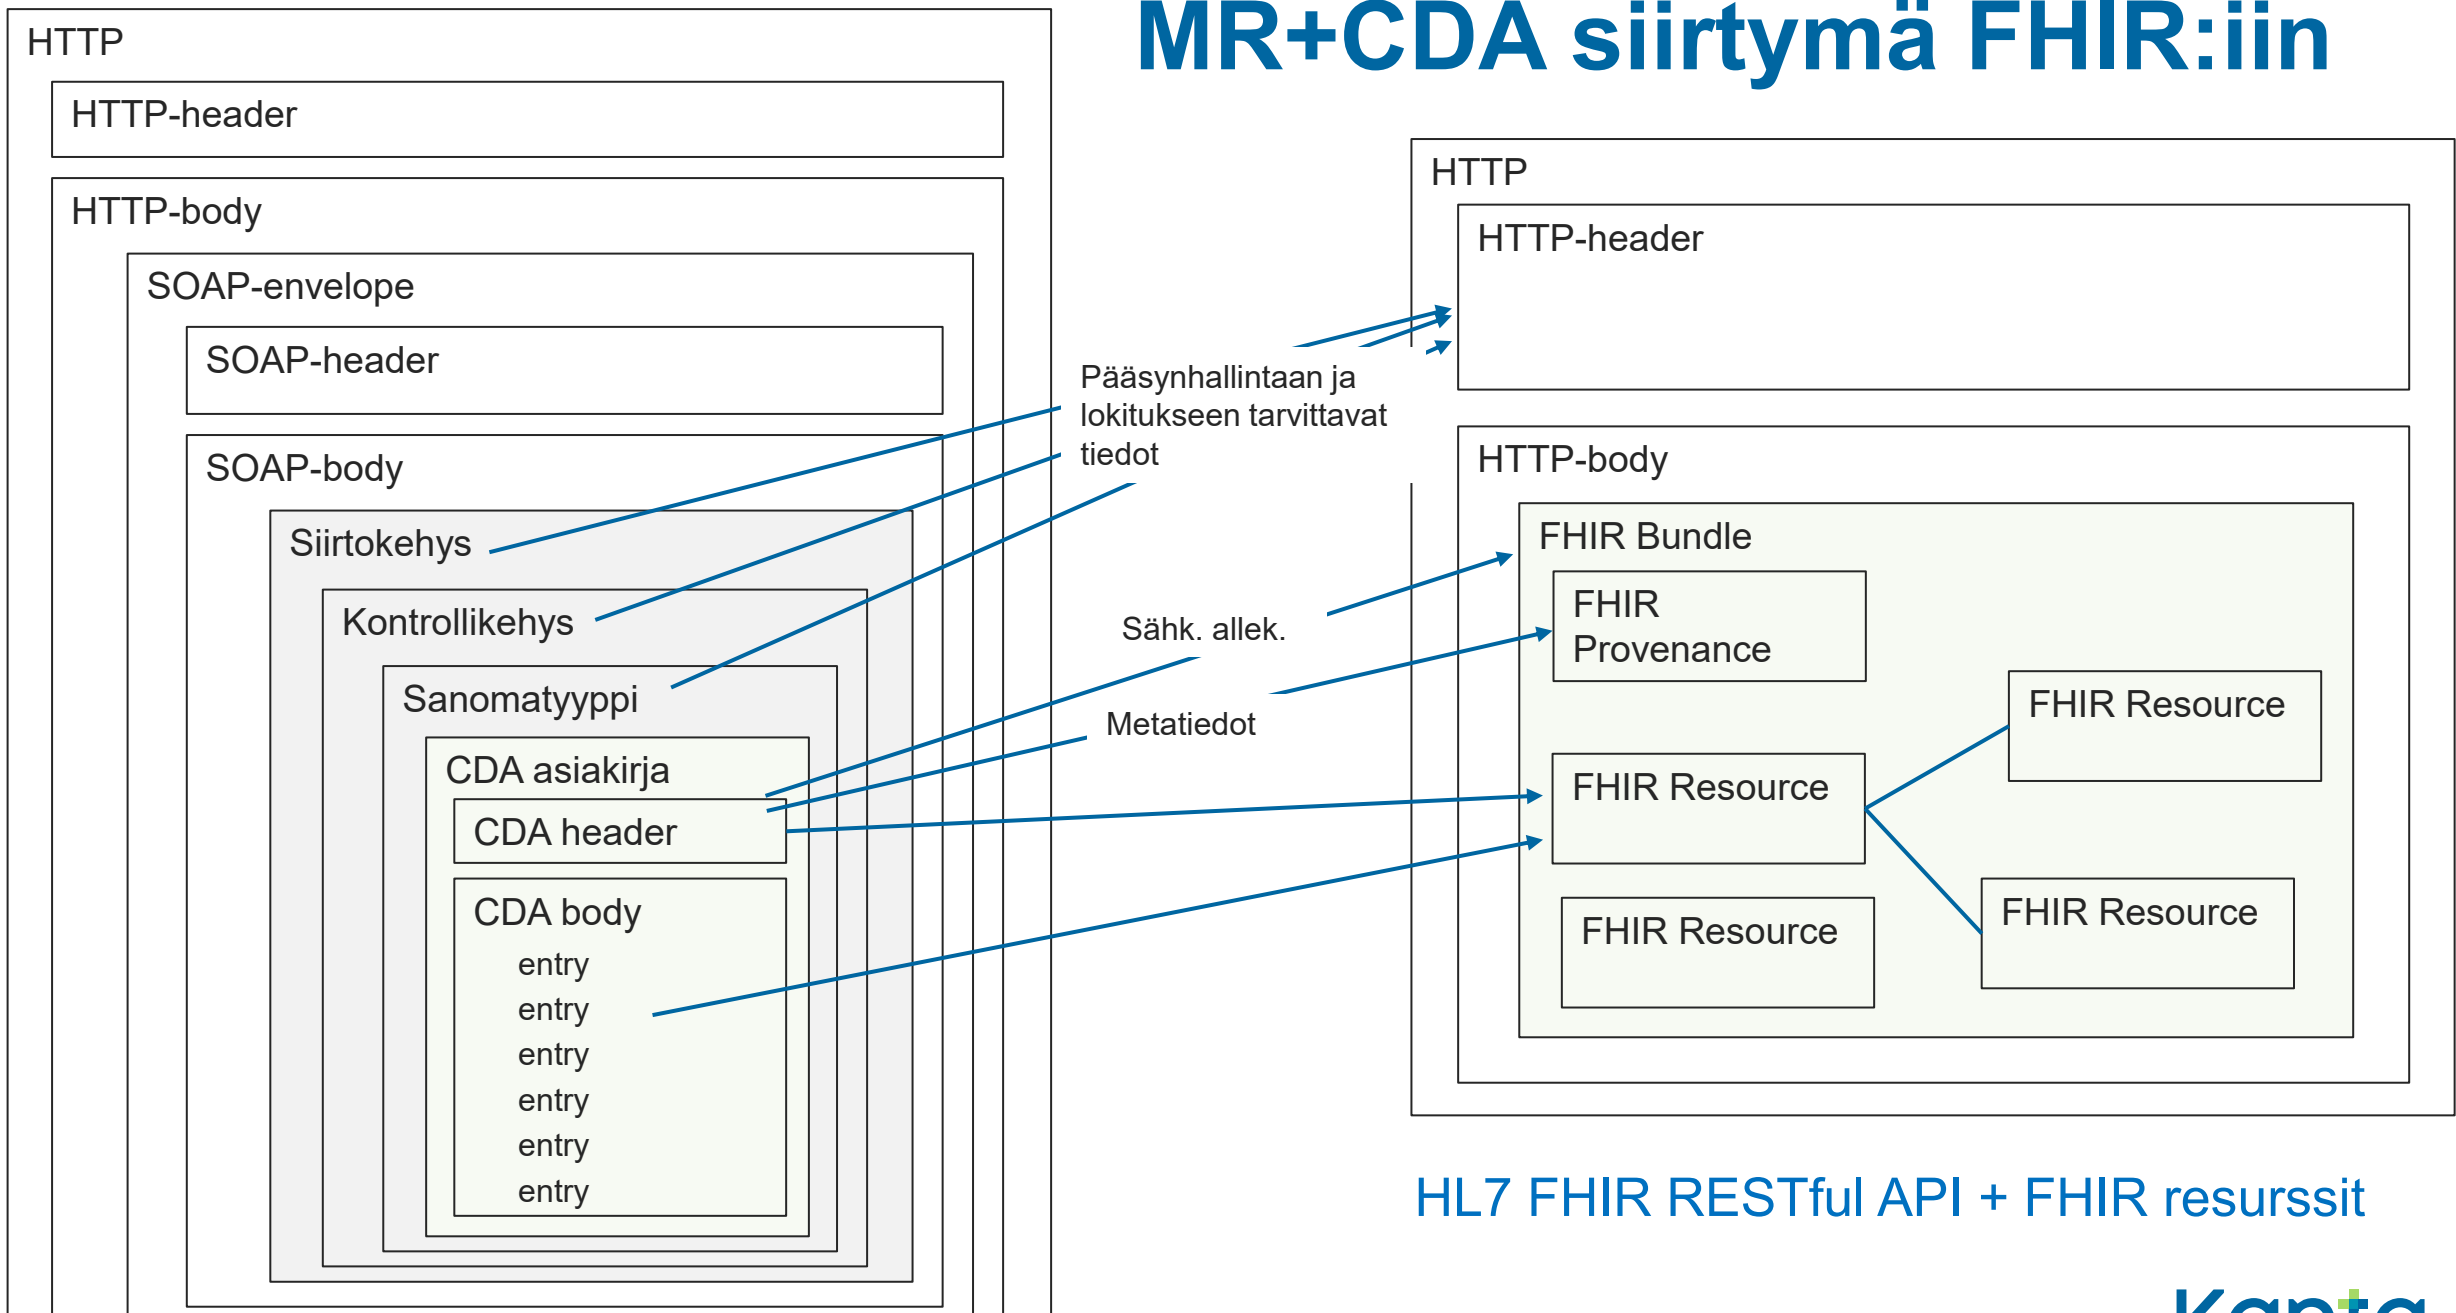 MR+CDA siirtymä FHIR:iin
HTTP
HTTP-header
HTTP-body
SOAP-envelope
SOAP-header
SOAP-body
Siirtokehys
Kontrollikehys
Sanomatyyppi
CDA asiakirja
CDA header
CDA body
entry
entry
entry
entry
entry
entry
Pääsynhallintaan ja
lokitukseen tarvittavat
tiedot
Sähk. allek.
Metatiedot
HTTP
HTTP-header
HTTP-body
FHIR Bundle
FHIR
Provenance
FHIR Resource
FHIR Resource
FHIR Resource
FHIR Resource
HL7 FHIR RESTful API + FHIR resurssit
Kanta